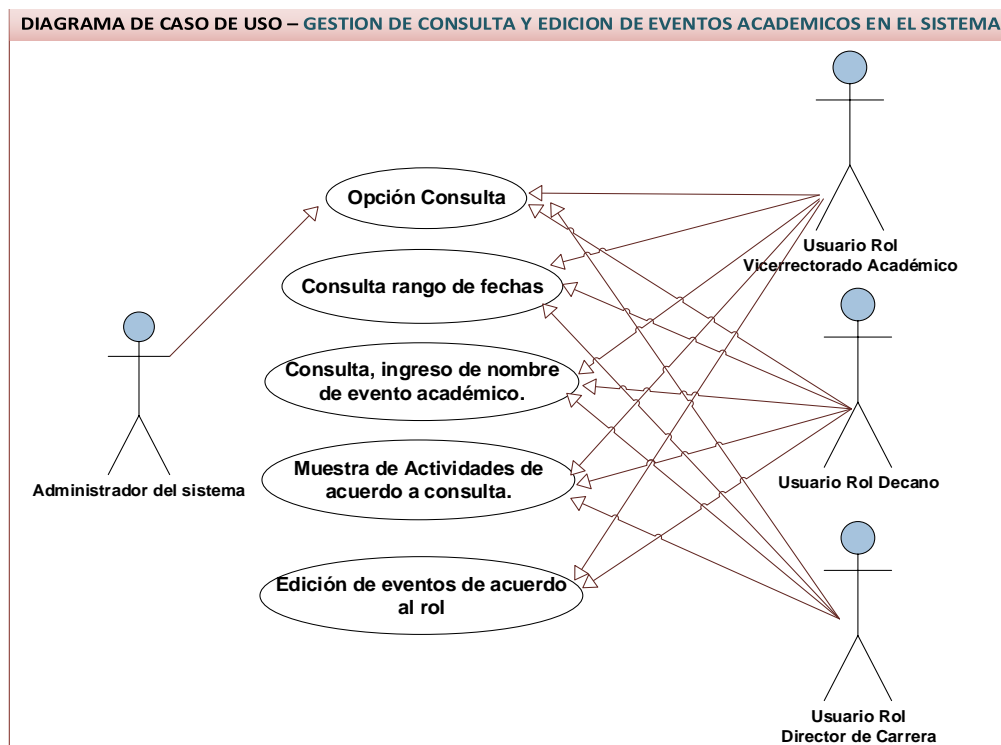 DIAGRAMA DE CASO DE USO – GESTION DE CONSULTA Y EDICION DE EVENTOS ACADEMICOS EN EL SISTEMA
Opción Consulta
Usuario Rol
Vicerrectorado Académico
Consulta rango de fechas
Consulta, ingreso de nombre
de evento académico.
Muestra de Actividades de
acuerdo a consulta.
Administrador del sistema
Usuario Rol Decano
Edición de eventos de acuerdo
al rol
Usuario Rol
Director de Carrera